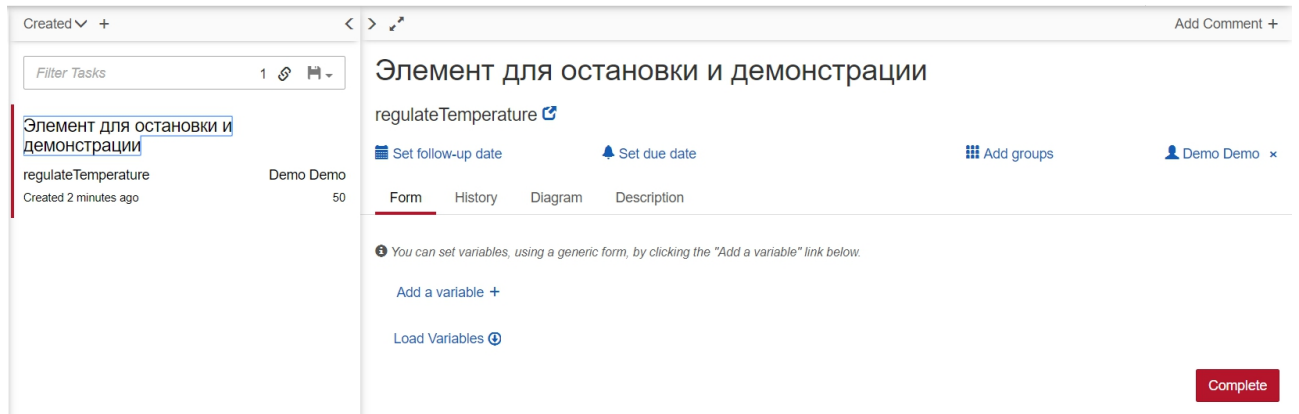 Created +
Add Comment +
Filter Tasks 1
Элемент для остановки и
демонстрации
regulateTemperature Demo Demo
Created 2 minutes ago 50
Элемент для остановки и демонстрации
regulateTemperature
Set follow-up date Set due date Add groups Demo Demo ×
Form History Diagram Description
You can set variables, using a generic form, by clicking the "Add a variable" link below.
Add a variable +
Load Variables
Complete